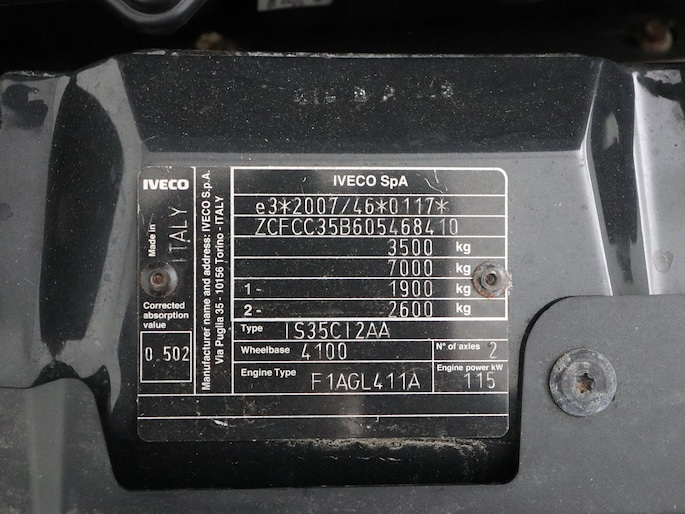 IVECO
Made in
ITALY
Corrected
absorption
value
0.502
Manufacturer name and address: IVECO S.p.A.
Via Puglia 35 - 10156 Torino - ITALY
IVECO SpA
e3*2007/46*0117*
ZCFCC35B605468410
3500 kg
7000 kg
1 - 1900 kg
2 - 2600 kg
Type IS35CI2AA
Wheelbase 4100 N° of axles 2
Engine Type F1AGL411A Engine power kW 115